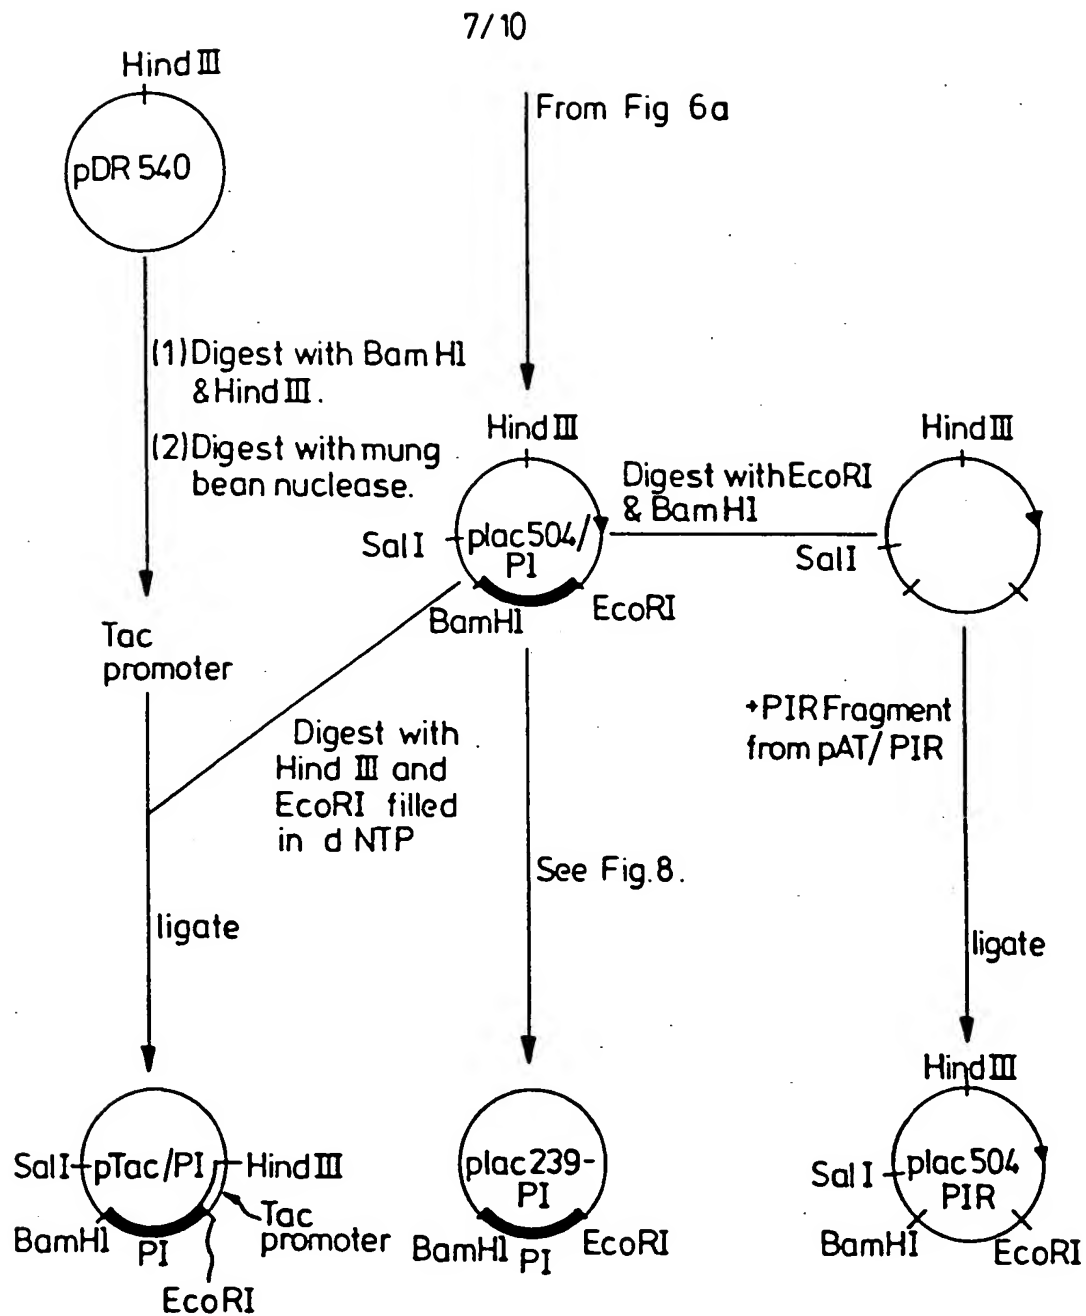 7/10
Hind III
pDR 540
From Fig 6a
(1) Digest with Bam H1
& Hind III.
(2) Digest with mung
bean nuclease.
Tac
promoter
Hind III
Sal I
plac504/
P1
BamH1
EcoRI
Digest with EcoRI
& BamH1
Hind III
Sal I
Digest with
Hind III and
EcoRI filled
in d NTP
+PIR Fragment
from pAT/PIR
See Fig.8.
ligate
ligate
Sal I
pTac/PI
Hind III
BamH1
PI
Tac
promoter
EcoRI
plac239-
PI
BamH1
PI
EcoRI
Hind III
Sal I
plac504
PIR
BamHI
EcoRI